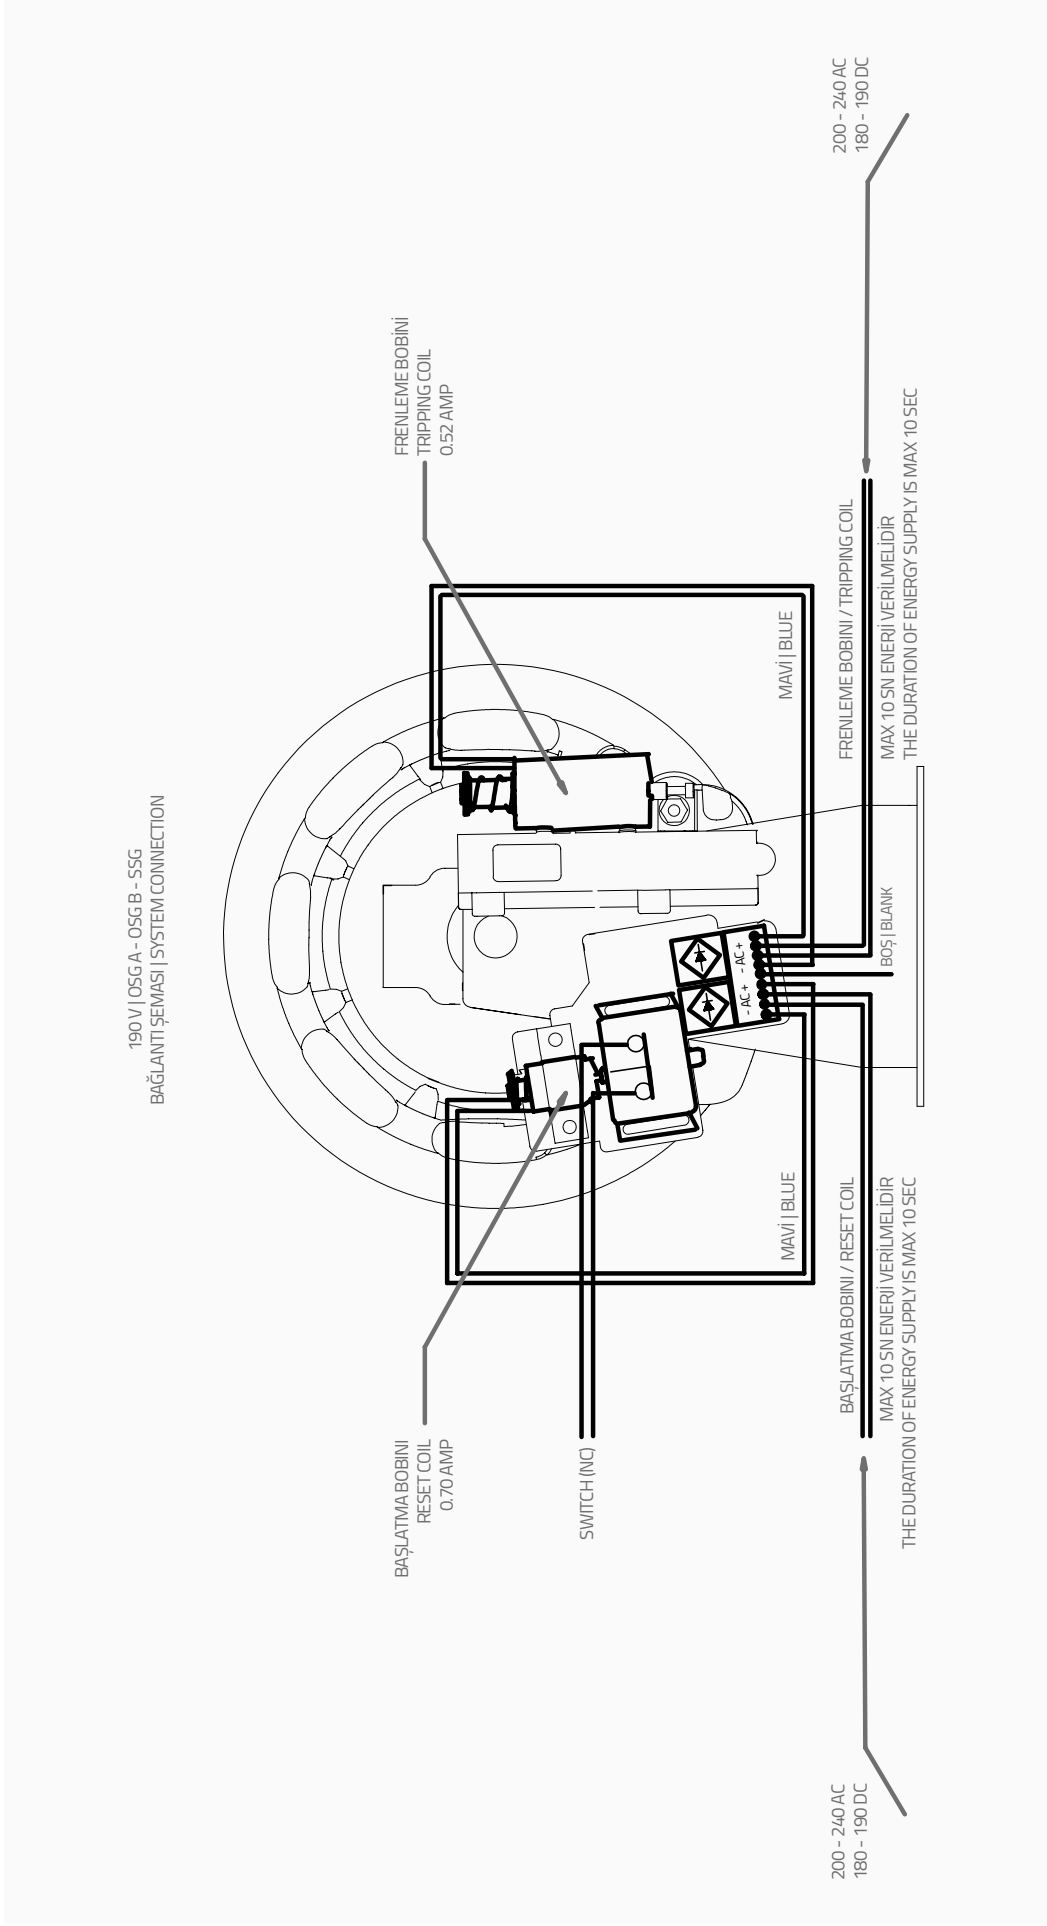 190 V | OSG A - OSG B - SSG
BAĞLANTI ŞEMASI | SYSTEM CONNECTION
BAŞLATMA BOBINI
RESET COIL
0.70 AMP
FRENLEME BOBİNİ
TRIPPING COIL
0.52 AMP
SWITCH (NC)
- AC +
- AC +
MAVİ | BLUE
MAVİ | BLUE
200 - 240 AC
180 - 190 DC
BAŞLATMA BOBINI / RESET COIL
MAX 10 SN ENERJİ VERİLMELİDİR
THE DURATION OF ENERGY SUPPLY IS MAX 10 SEC
BOŞ | BLANK
FRENLEME BOBINI / TRIPPING COIL
MAX 10 SN ENERJİ VERİLMELİDİR
THE DURATION OF ENERGY SUPPLY IS MAX 10 SEC
200 - 240 AC
180 - 190 DC